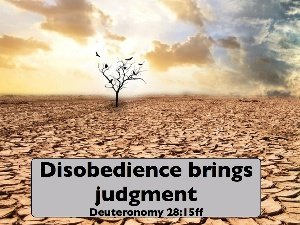 Disobedience brings
judgment
Deuteronomy 28:15ff